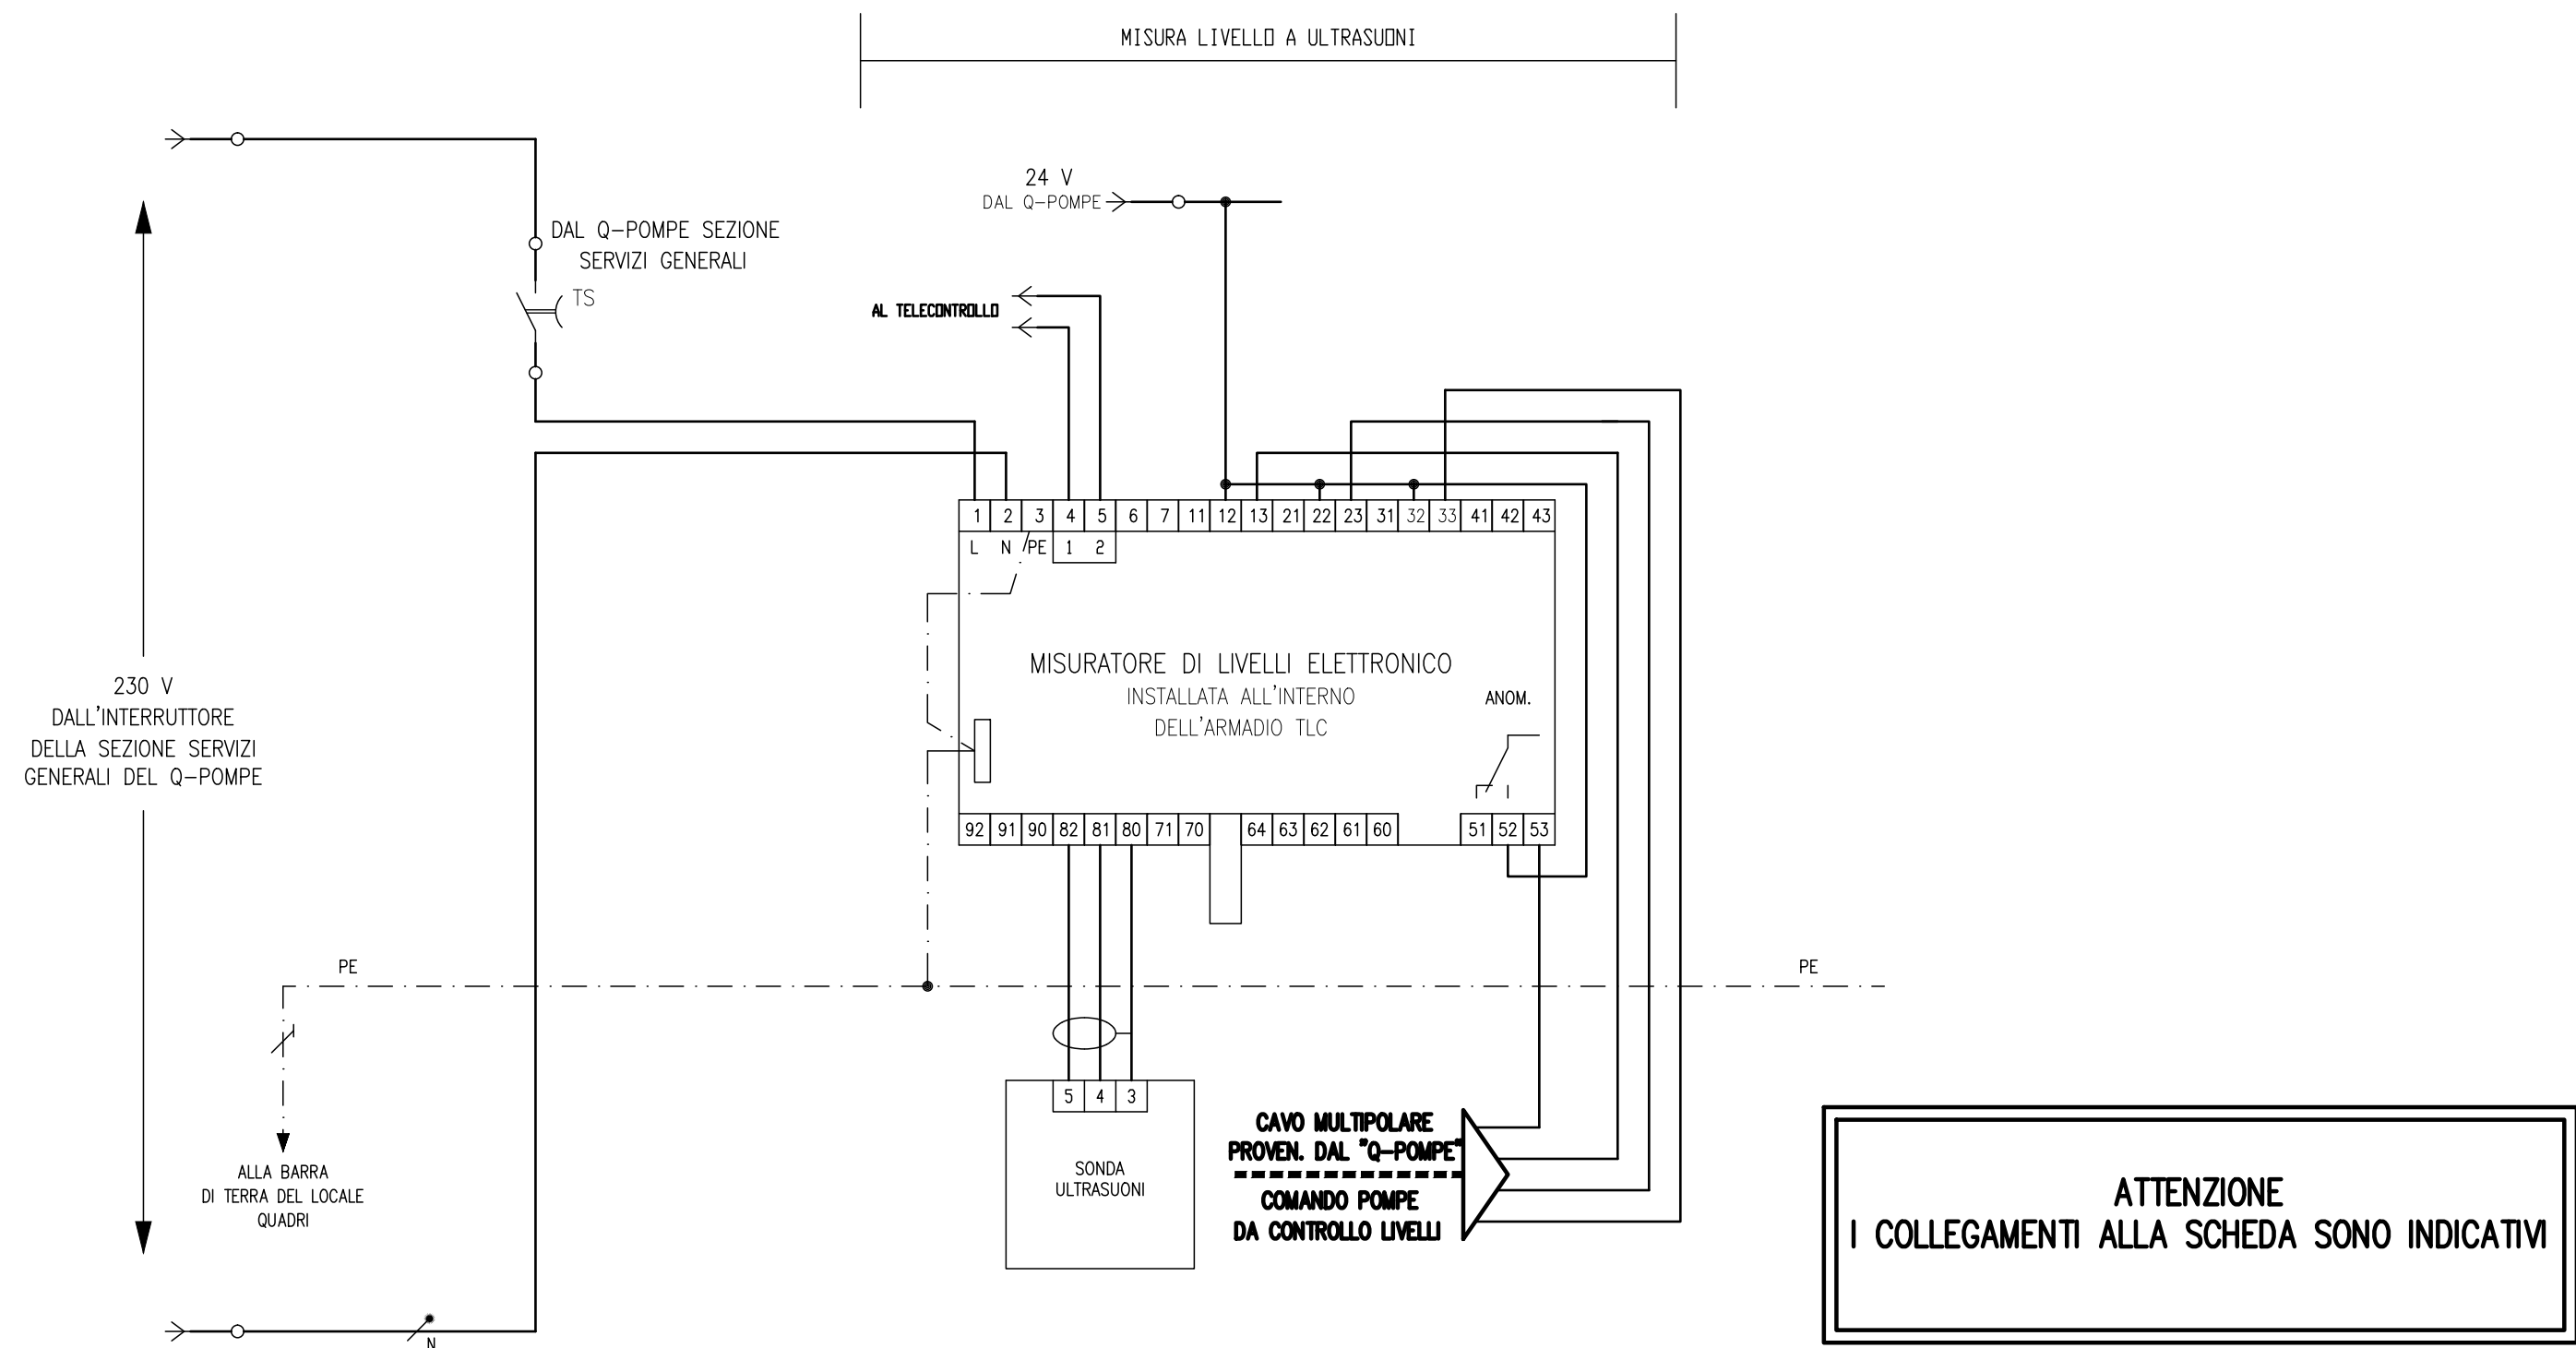 MISURA LIVELLO A ULTRASUONI
24 V
DAL Q-POMPE
DAL Q-POMPE SEZIONE
SERVIZI GENERALI
TS
AL TELECONTROLLO
1 2 3 4 5 6 7 11 12 13 21 22 23 31 32 33 41 42 43
L N PE 1 2
MISURATORE DI LIVELLI ELETTRONICO
INSTALLATA ALL'INTERNO
DELL'ARMADIO TLC
ANOM.
230 V
DALL'INTERRUTTORE
DELLA SEZIONE SERVIZI
GENERALI DEL Q-POMPE
92 91 90 82 81 80 71 70 64 63 62 61 60 51 52 53
PE
PE
5 4 3
SONDA
ULTRASUONI
CAVO MULTIPOLARE
PROVEN. DAL "Q-POMPE"
COMANDO POMPE
DA CONTROLLO LIVELLI
ALLA BARRA
DI TERRA DEL LOCALE
QUADRI
ATTENZIONE
I COLLEGAMENTI ALLA SCHEDA SONO INDICATIVI
N